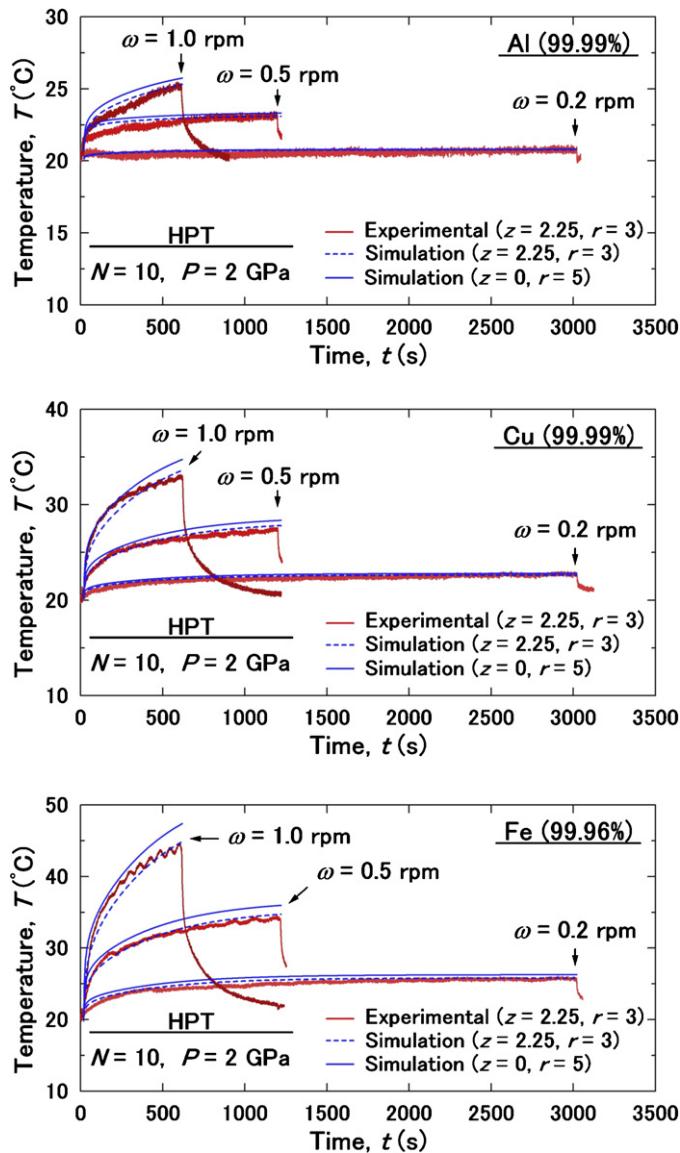 30
ω = 1.0 rpm
Al (99.99%)
ω = 0.5 rpm
25
ω = 0.2 rpm
20
Temperature, T (°C)
15
HPT
N = 10, P = 2 GPa
Experimental (z = 2.25, r = 3)
Simulation (z = 2.25, r = 3)
Simulation (z = 0, r = 5)
10
0 500 1000 1500 2000 2500 3000 3500
Time, t (s)
40
ω = 1.0 rpm
Cu (99.99%)
ω = 0.5 rpm
30
ω = 0.2 rpm
Temperature, T (°C)
20
HPT
N = 10, P = 2 GPa
Experimental (z = 2.25, r = 3)
Simulation (z = 2.25, r = 3)
Simulation (z = 0, r = 5)
10
0 500 1000 1500 2000 2500 3000 3500
Time, t (s)
50
ω = 1.0 rpm
Fe (99.96%)
40
ω = 0.5 rpm
30
ω = 0.2 rpm
Temperature, T (°C)
20
HPT
N = 10, P = 2 GPa
Experimental (z = 2.25, r = 3)
Simulation (z = 2.25, r = 3)
Simulation (z = 0, r = 5)
10
0 500 1000 1500 2000 2500 3000 3500
Time, t (s)